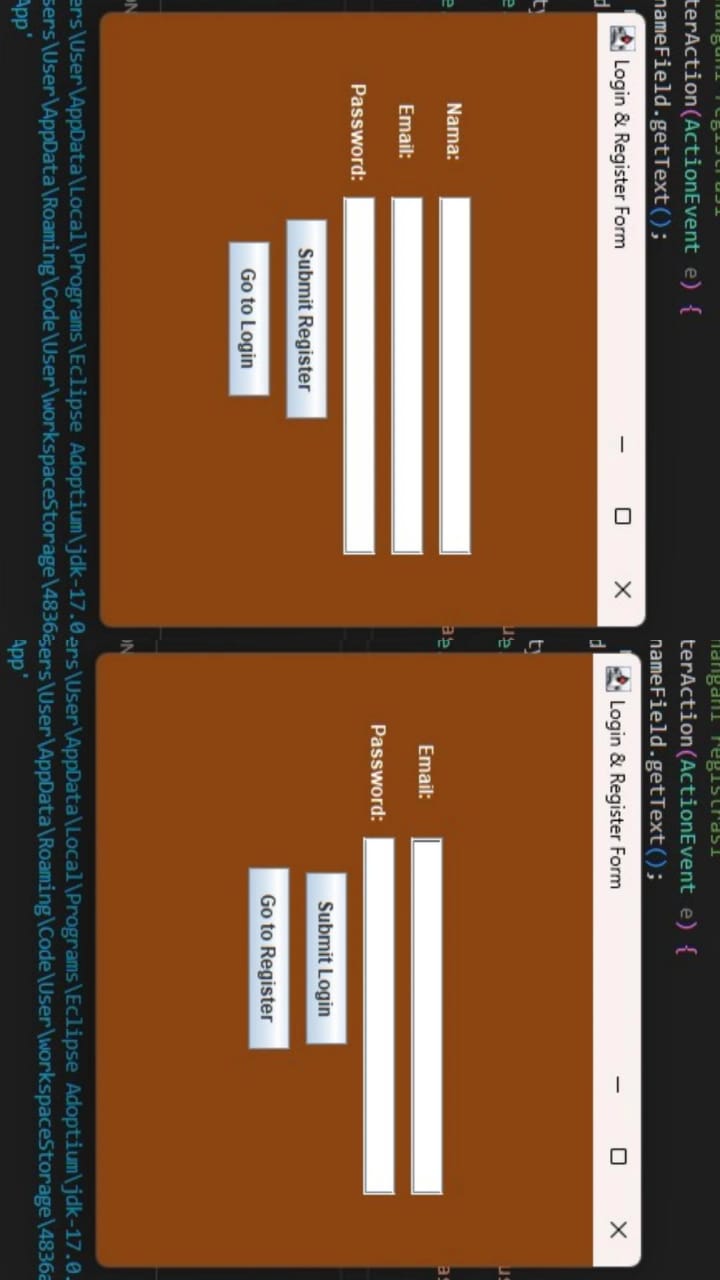 terAction(ActionEvent e) {
nameField.getText();
Login & Register Form
Nama:
Email:
Password:
Submit Register
Go to Login
ers\User\AppData\Local\Programs\Eclipse Adoptium\jdk-17.0.
sers\User\AppData\Roaming\Code\User\workspaceStorage\4836
App'
terAction(ActionEvent e) {
nameField.getText();
Login & Register Form
Email:
Password:
Submit Login
Go to Register
ers\User\AppData\Local\Programs\Eclipse Adoptium\jdk-17.0.
sers\User\AppData\Roaming\Code\User\workspaceStorage\4836a
App'